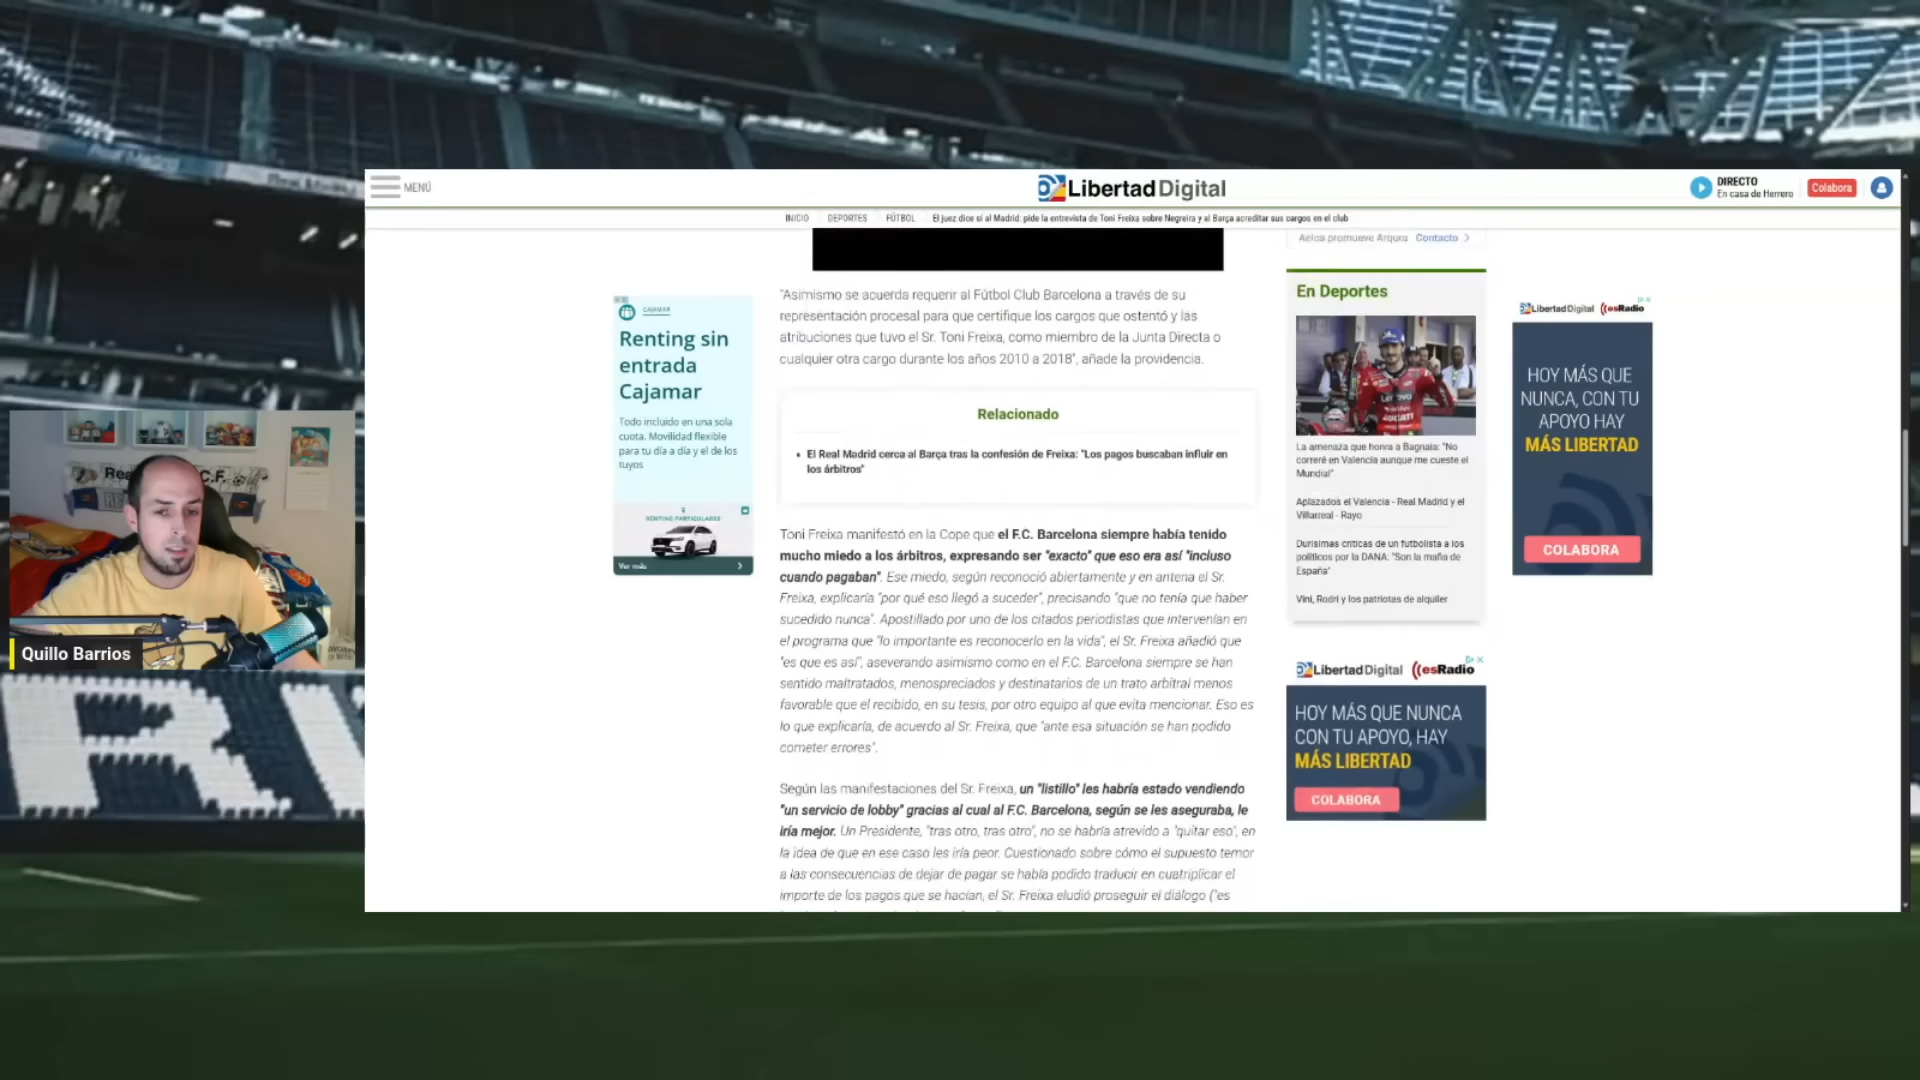 MENÚ
LibertadDigital
DIRECTO
En casa de Herrero
Colabora
INICIO DEPORTES FÚTBOL El juez dice sí al Madrid: pide la entrevista de Toni Freixa sobre Negreira y al Barça acreditar sus cargos en el club
Aelca promueve Arqura Contacto
"Asimismo se acuerda requerir al Fútbol Club Barcelona a través de su
representación procesal para que certifique los cargos que ostentó y las
atribuciones que tuvo el Sr. Toni Freixa, como miembro de la Junta Directa o
cualquier otra cargo durante los años 2010 a 2018", añade la providencia.
Relacionado
• El Real Madrid cerca al Barça tras la confesión de Freixa: "Los pagos buscaban influir en
los árbitros"
Toni Freixa manifestó en la Cope que el F.C. Barcelona siempre había tenido
mucho miedo a los árbitros, expresando ser "exacto" que eso era así "incluso
cuando pagaban". Ese miedo, según reconoció abiertamente y en antena el Sr.
Freixa, explicaría "por qué eso llegó a suceder", precisando "que no tenía que haber
sucedido nunca". Apostillado por uno de los citados periodistas que intervenían en
el programa que "lo importante es reconocerlo en la vida", el Sr. Freixa añadió que
"es que es así", aseverando asimismo como en el F.C. Barcelona siempre se han
sentido maltratados, menospreciados y destinatarios de un trato arbitral menos
favorable que el recibido, en su tesis, por otro equipo al que evita mencionar. Eso es
lo que explicaría, de acuerdo al Sr. Freixa, que "ante esa situación se han podido
cometer errores".
Según las manifestaciones del Sr. Freixa, un "listillo" les habría estado vendiendo
"un servicio de lobby" gracias al cual al F.C. Barcelona, según se les aseguraba, le
iría mejor. Un Presidente, "tras otro, tras otro", no se habría atrevido a "quitar eso", en
la idea de que en ese caso les iría peor. Cuestionado sobre cómo el supuesto temor
a las consecuencias de dejar de pagar se había podido traducir en cuatriplicar el
importe de los pagos que se hacían, el Sr. Freixa eludió proseguir el diálogo ("es
CAJAMAR
Renting sin
entrada
Cajamar
Todo incluido en una sola
cuota. Movilidad flexible
para tu día a día y el de los
tuyos
RENTING PARTICULARES
Ver más
En Deportes
La amenaza que honra a Bagnaia: "No
correré en Valencia aunque me cueste el
Mundial"
Aplazados el Valencia - Real Madrid y el
Villarreal - Rayo
Durísimas críticas de un futbolista a los
políticos por la DANA: "Son la mafia de
España"
Vini, Rodri y los patriotas de alquiler
LibertadDigital esRadio
HOY MÁS QUE NUNCA
CON TU APOYO, HAY
MÁS LIBERTAD
COLABORA
LibertadDigital esRadio
HOY MÁS QUE
NUNCA, CON TU
APOYO HAY
MÁS LIBERTAD
COLABORA
Quillo Barrios